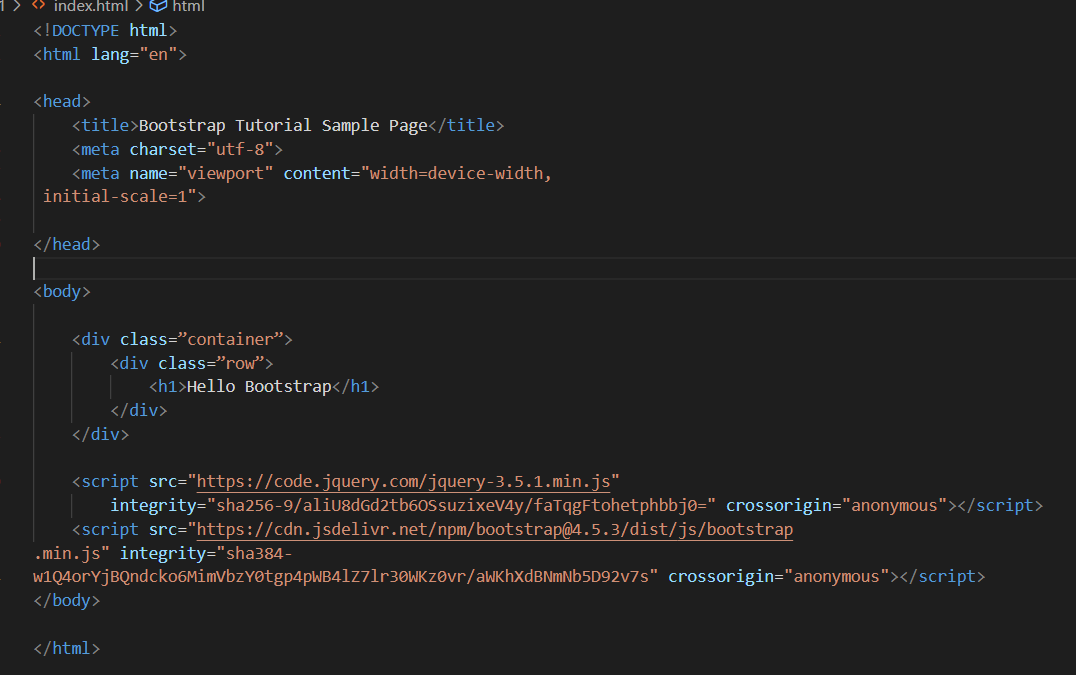 1 > index.html > html
<!DOCTYPE html>
<html lang="en">
<head>
<title>Bootstrap Tutorial Sample Page</title>
<meta charset="utf-8">
<meta name="viewport" content="width=device-width,
initial-scale=1">
</head>
<body>
<div class=”container”>
<div class=”row”>
<h1>Hello Bootstrap</h1>
</div>
</div>
<script src="https://code.jquery.com/jquery-3.5.1.min.js"
integrity="sha256-9/aliU8dGd2tb6OSsuzixeV4y/faTqgFtohetphbbj0=" crossorigin="anonymous"></script>
<script src="https://cdn.jsdelivr.net/npm/bootstrap@4.5.3/dist/js/bootstrap
.min.js" integrity="sha384-
w1Q4orYjBQndcko6MimVbzY0tgp4pWB4lZ7lr30WKz0vr/aWKhXdBNmNb5D92v7s" crossorigin="anonymous"></script>
</body>
</html>